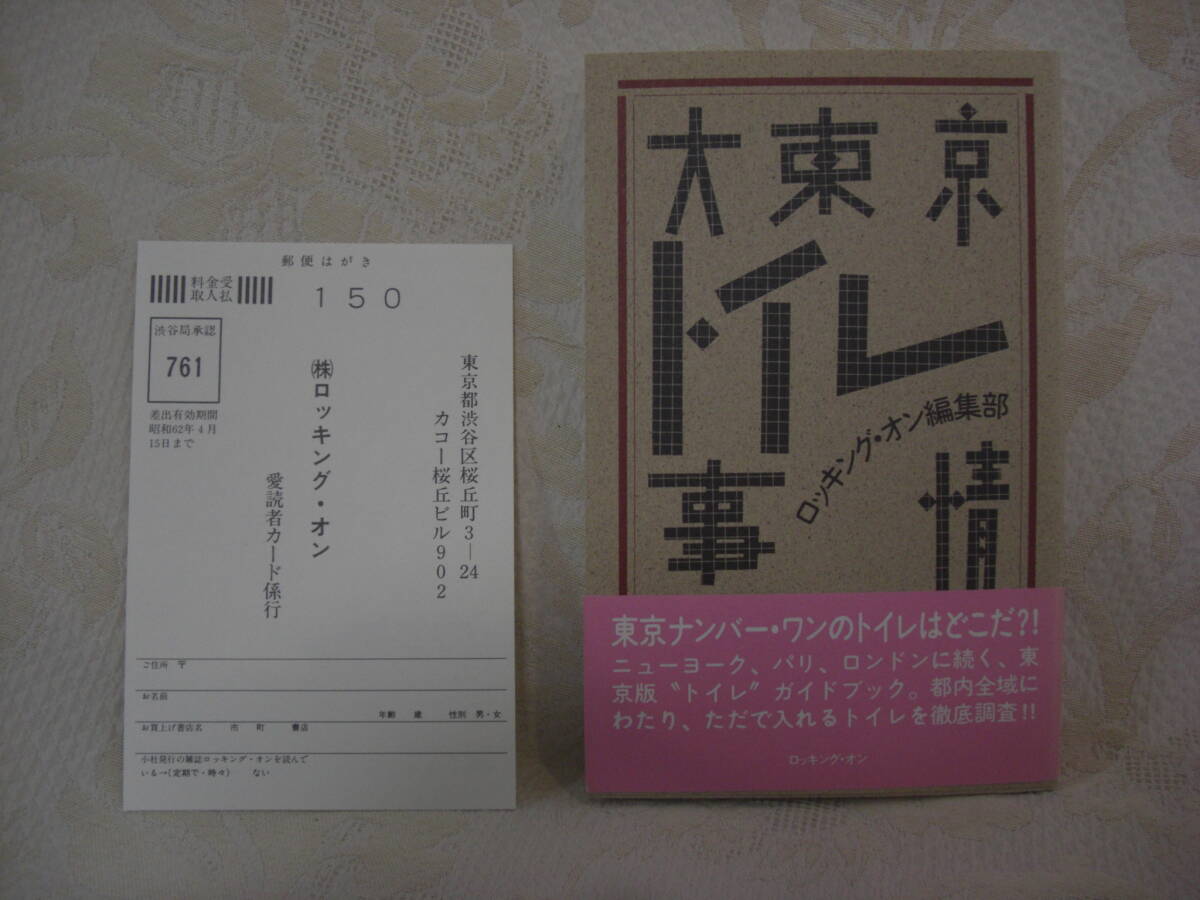 郵便はがき
料金受
取人払
150
渋谷局承認
761
差出有効期間
昭和62年4月
15日まで
東京都渋谷区桜丘町3—24
カコー桜丘ビル902
㈱ロッキング・オン
愛読者カード係行
ご住所 〒
お名前
年齢 歳 性別 男・女
お買上げ書店名 市 町 書店
小社発行の雑誌ロッキング・オンを読んで
いる→(定期で・時々) ない
大東京
トイレ
事情
ロッキング・オン編集部
東京ナンバー・ワンのトイレはどこだ?!
ニューヨーク、パリ、ロンドンに続く、東
京版〝トイレ〟ガイドブック。都内全域に
わたり、ただで入れるトイレを徹底調査!!
ロッキング・オン